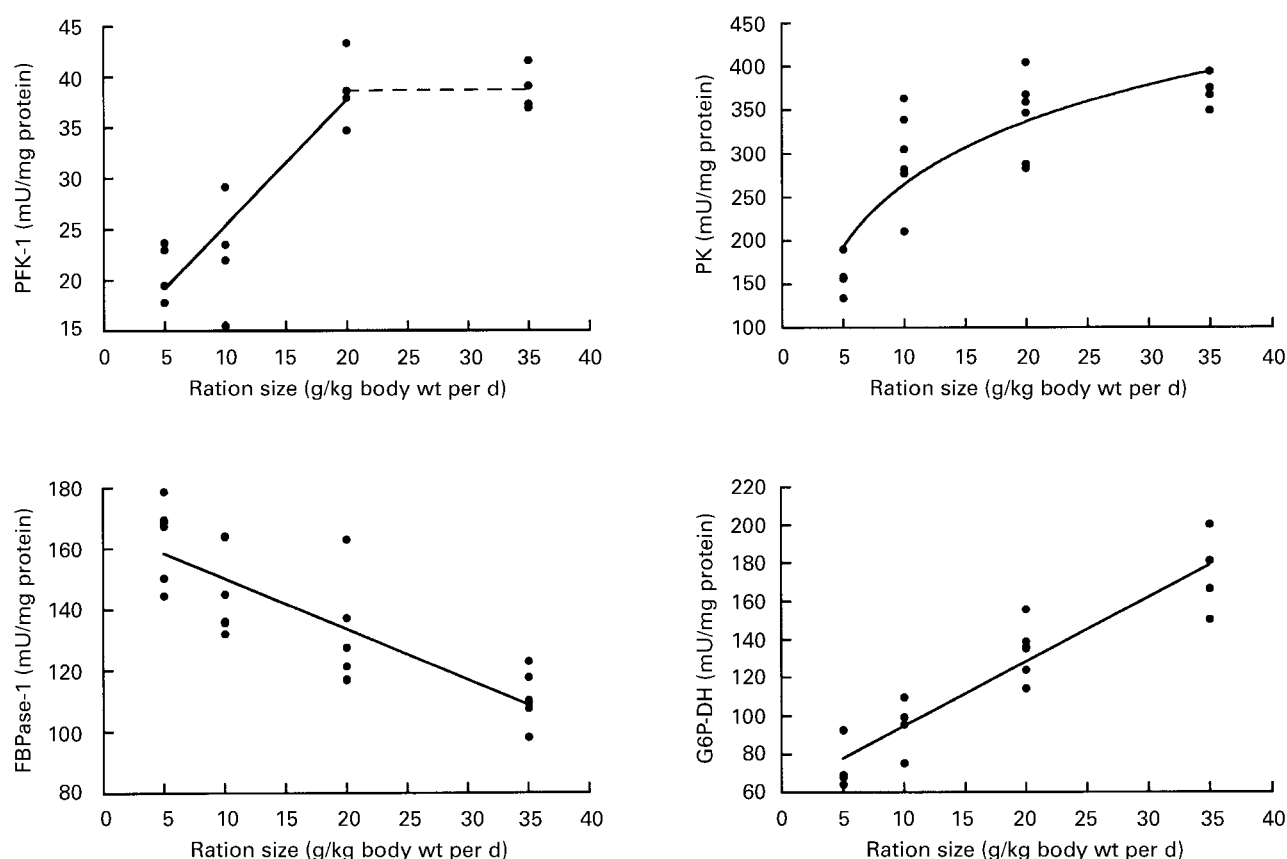 45
40
35
30
25
20
15
0 5 10 15 20 25 30 35 40
PFK-1 (mU/mg protein)
Ration size (g/kg body wt per d)
450
400
350
300
250
200
150
100
0 5 10 15 20 25 30 35 40
PK (mU/mg protein)
Ration size (g/kg body wt per d)
180
160
140
120
100
80
0 5 10 15 20 25 30 35 40
FBPase-1 (mU/mg protein)
Ration size (g/kg body wt per d)
220
200
180
160
140
120
100
80
60
0 5 10 15 20 25 30 35 40
G6P-DH (mU/mg protein)
Ration size (g/kg body wt per d)